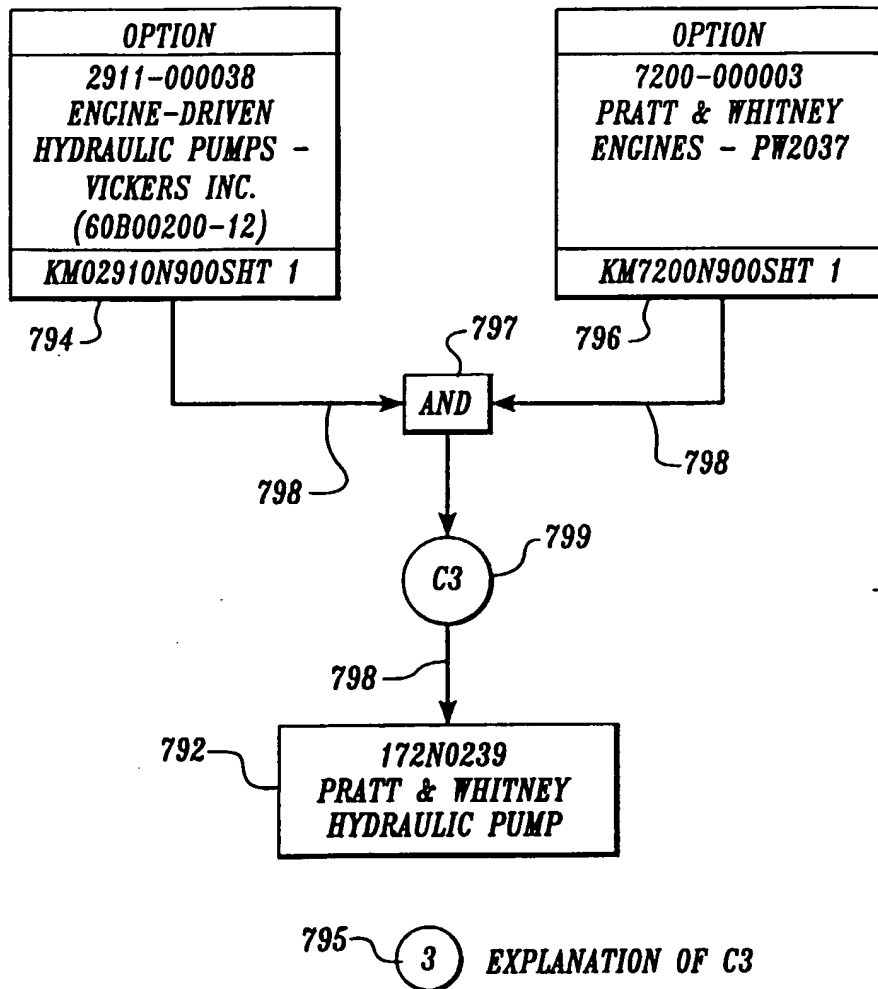 OPTION
2911-000038
ENGINE-DRIVEN
HYDRAULIC PUMPS -
VICKERS INC.
(60B00200-12)
KM02910N900SHT 1
794
OPTION
7200-000003
PRATT & WHITNEY
ENGINES - PW2037
KM7200N900SHT 1
796
797
AND
798
798
799
C3
798
792
172N0239
PRATT & WHITNEY
HYDRAULIC PUMP
795
3 EXPLANATION OF C3